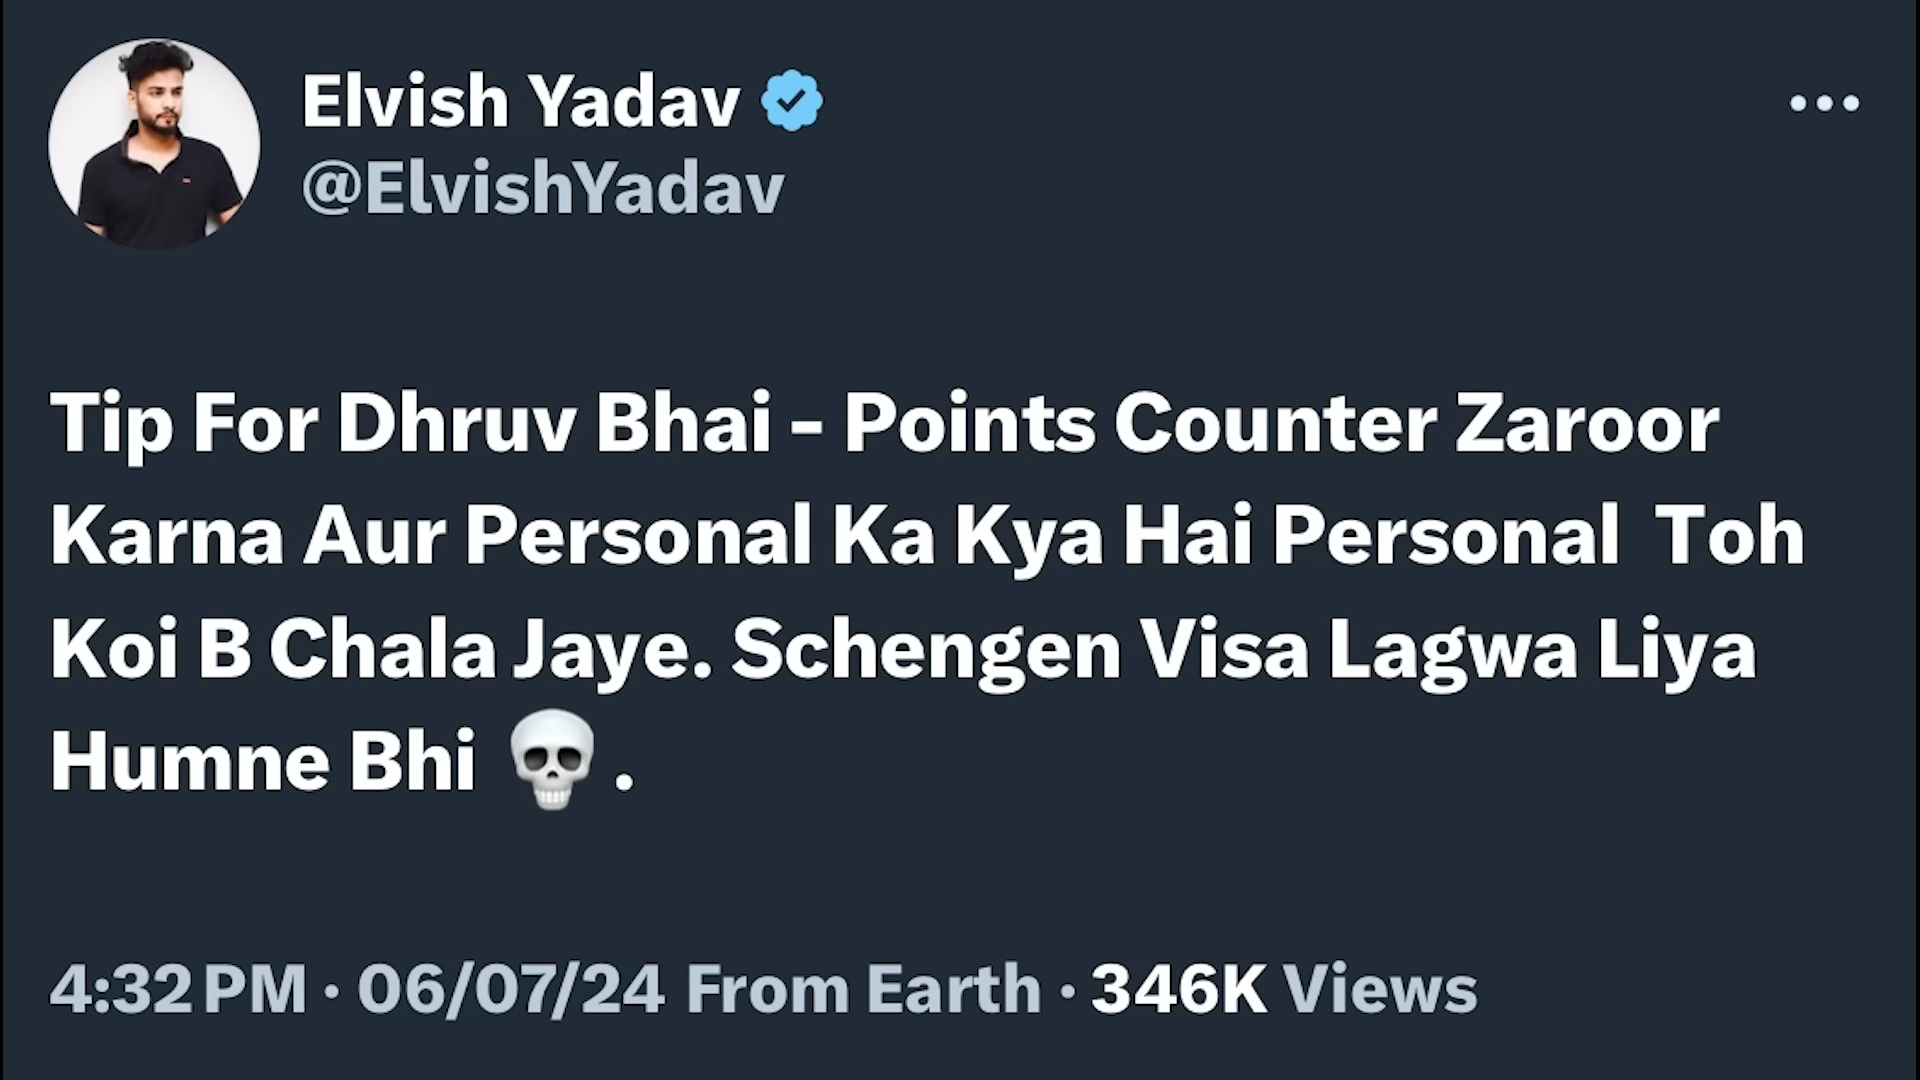 Elvish Yadav
@ElvishYadav
Tip For Dhruv Bhai - Points Counter Zaroor
Karna Aur Personal Ka Kya Hai Personal Toh
Koi B Chala Jaye. Schengen Visa Lagwa Liya
Humne Bhi 💀 .
4:32 PM · 06/07/24 From Earth · 346K Views